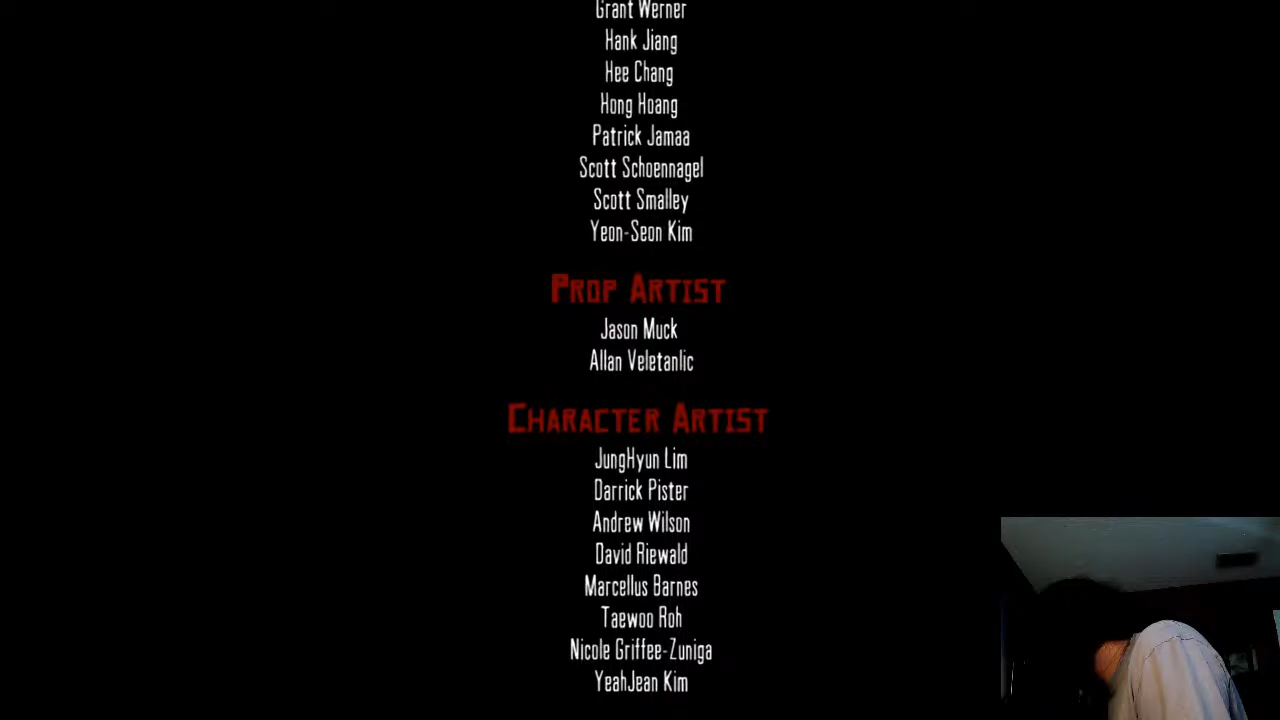 Grant Werner
Hank Jiang
Hee Chang
Hong Hoang
Patrick Jamaa
Scott Schoennagel
Scott Smalley
Yeon-Seon Kim
PROP ARTIST
Jason Muck
Allan Veletanlic
CHARACTER ARTIST
JungHyun Lim
Darrick Pister
Andrew Wilson
David Riewald
Marcellus Barnes
Taewoo Roh
Nicole Griffee-Zuniga
YeahJean Kim